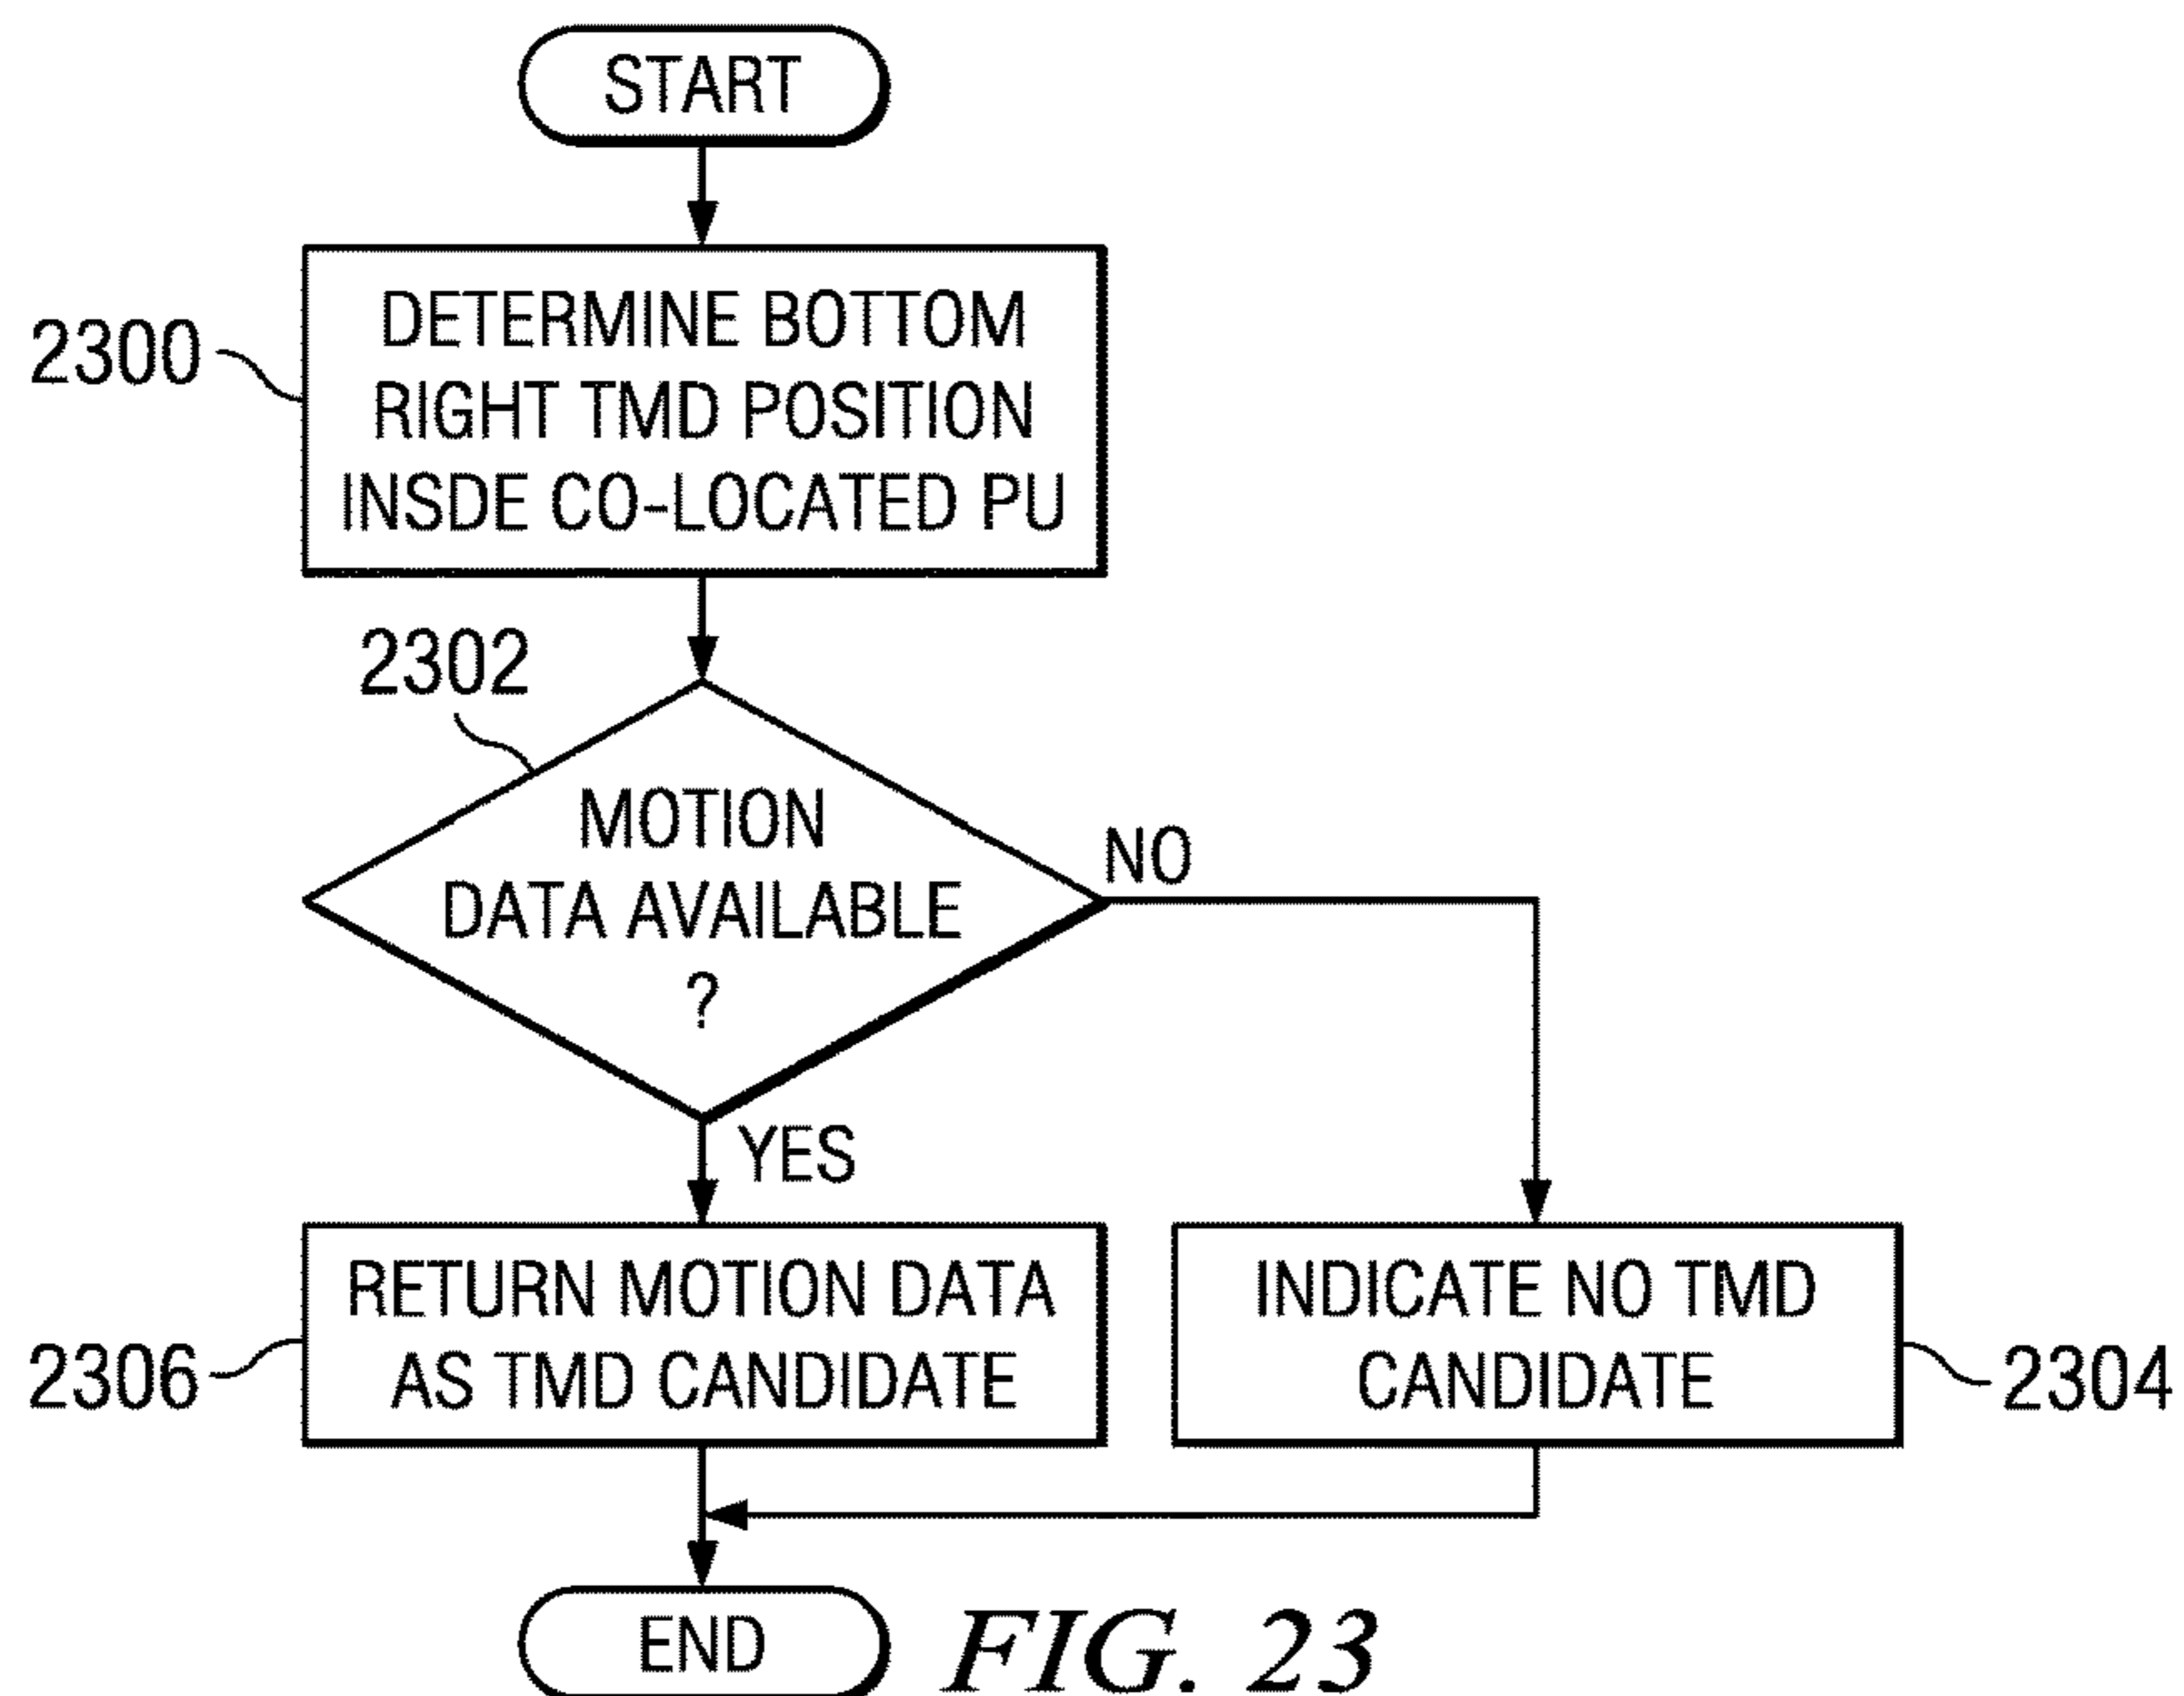 START
2300
DETERMINE BOTTOM
RIGHT TMD POSITION
INSDE CO-LOCATED PU
2302
MOTION
DATA AVAILABLE
?
NO
YES
2306
RETURN MOTION DATA
AS TMD CANDIDATE
INDICATE NO TMD
CANDIDATE
2304
END
FIG. 23